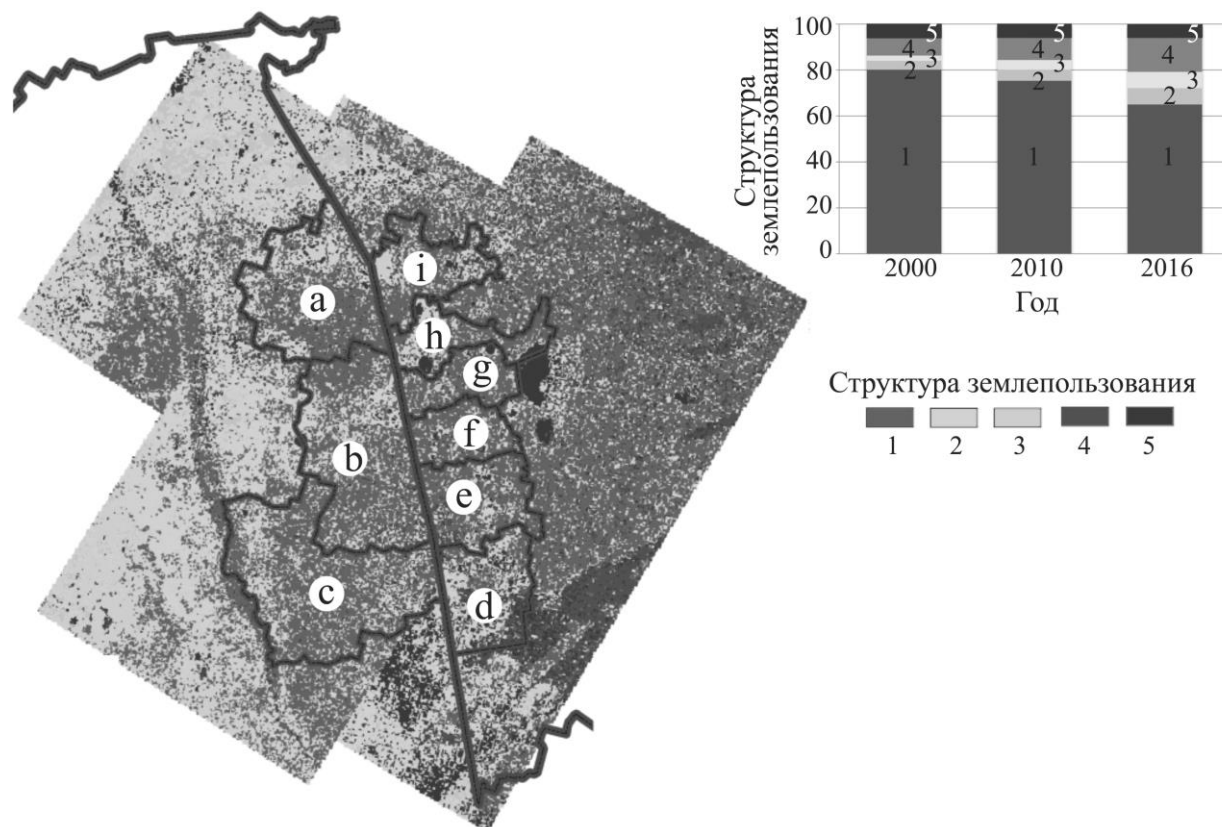 Структура
землепользования
100
80
60
40
20
0
5
4
3
2
1
5
4
3
2
1
5
4
3
2
1
2000 2010 2016
Год
Структура землепользования
1 2 3 4 5
i
a
h
g
f
b
e
c
d